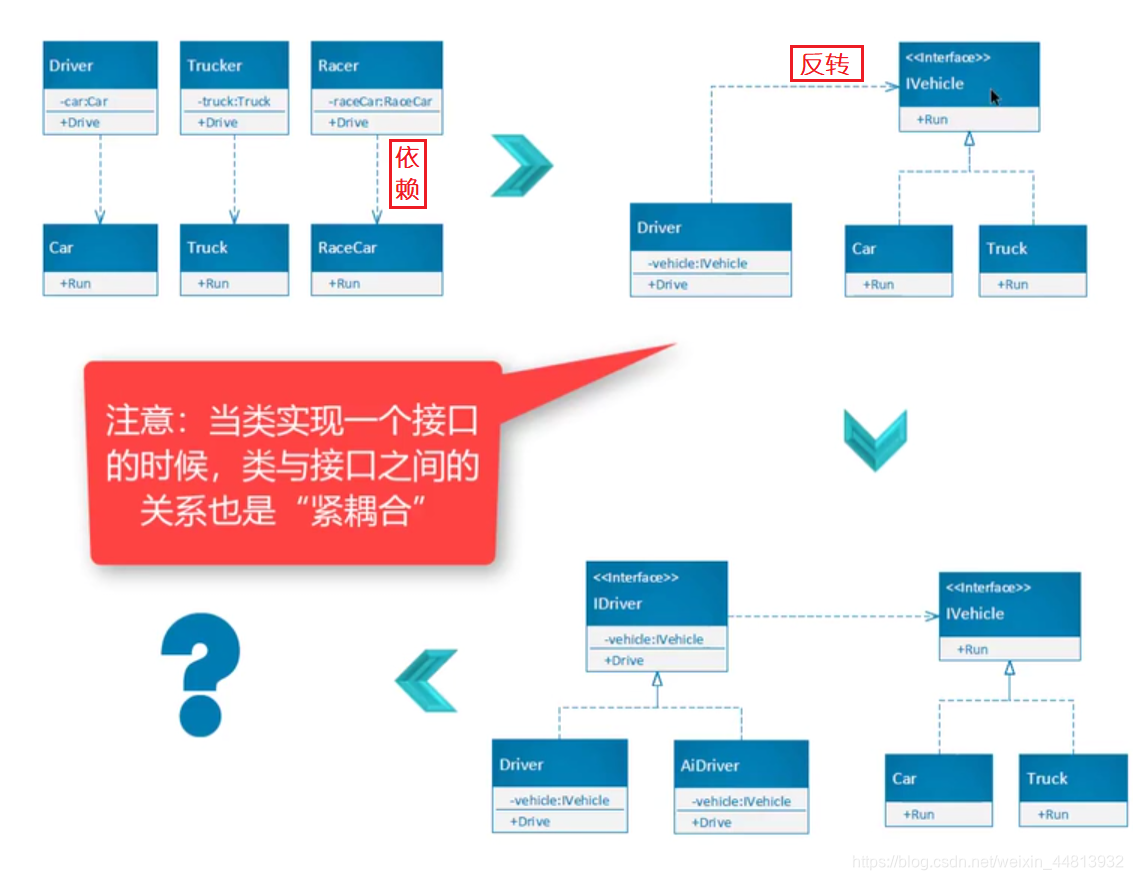 Driver
-car:Car
+Drive
Trucker
-truck:Truck
+Drive
Racer
-raceCar:RaceCar
+Drive
依
赖
Car
+Run
Truck
+Run
RaceCar
+Run
反转
<<Interface>>
IVehicle
+Run
Driver
-vehicle:IVehicle
+Drive
Car
+Run
Truck
+Run
注意：当类实现一个接口
的时候，类与接口之间的
关系也是“紧耦合”
<<Interface>>
IDriver
-vehicle:IVehicle
+Drive
<<Interface>>
IVehicle
+Run
?
Driver
-vehicle:IVehicle
+Drive
AiDriver
-vehicle:IVehicle
+Drive
Car
+Run
Truck
+Run
https://blog.csdn.net/weixin_44813932